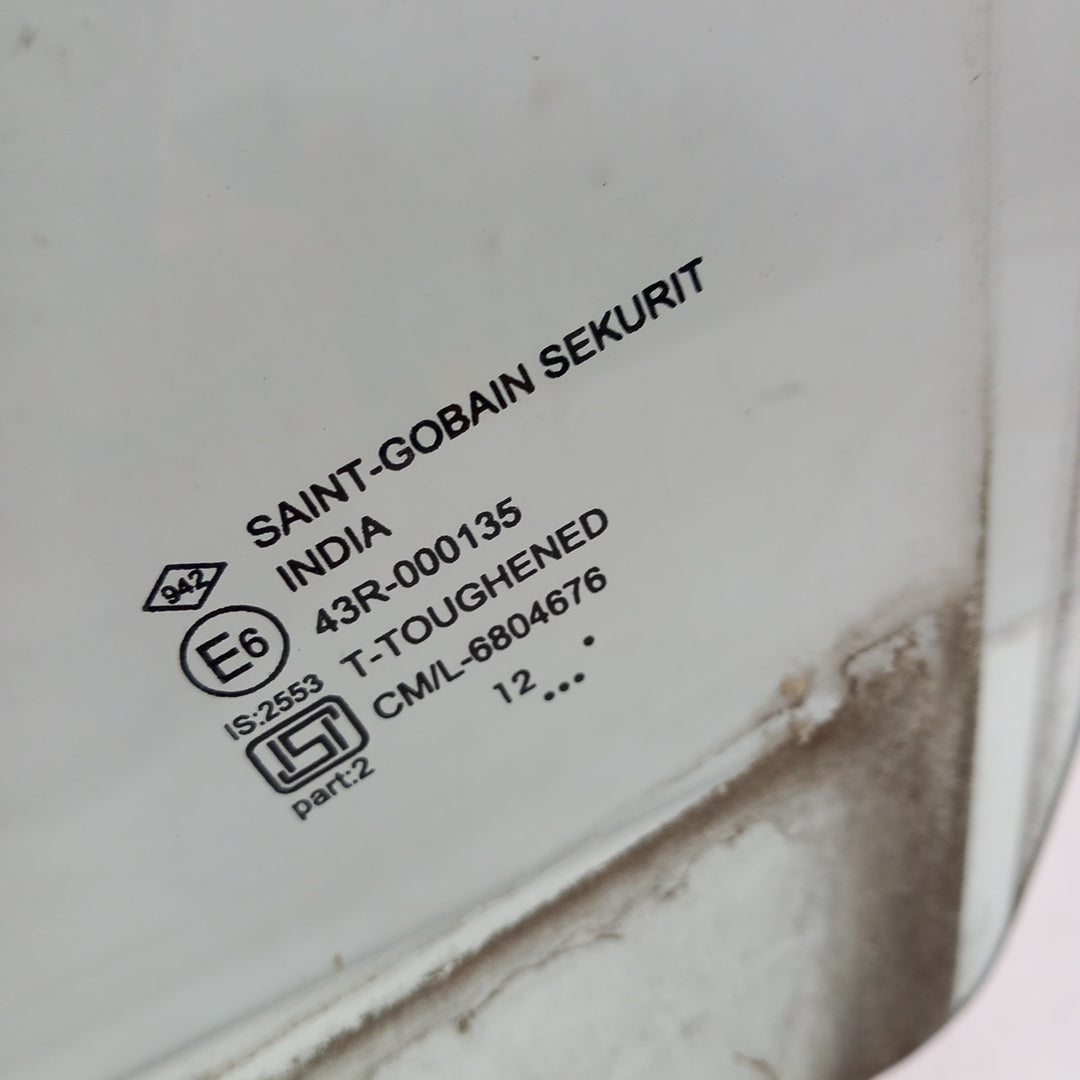 SAINT-GOBAIN SEKURIT
INDIA
942
E6
43R-000135
T-TOUGHENED
IS:2553
ISI
CM/L-6804676
part:2
12